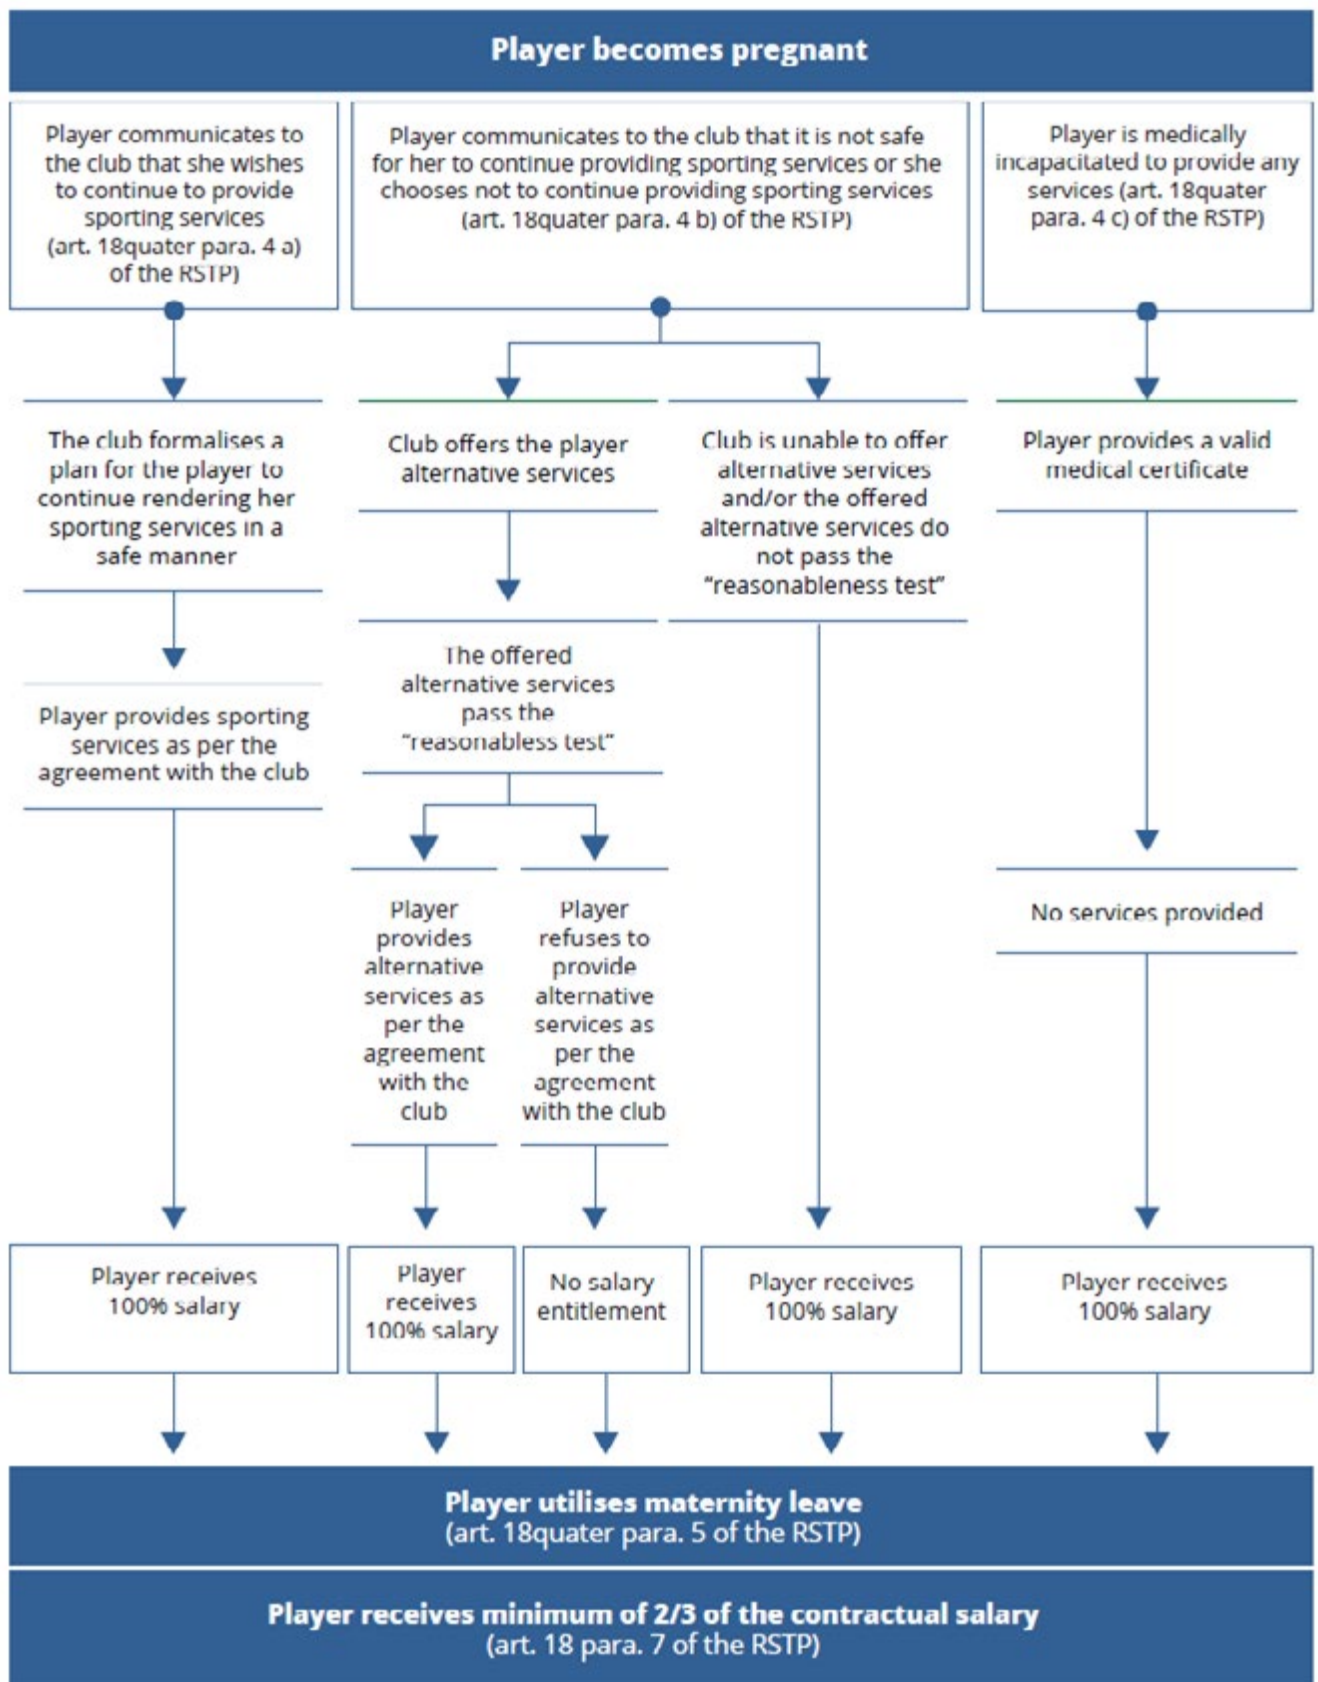 Player becomes pregnant
Player communicates to
the club that she wishes
to continue to provide
sporting services
(art. 18quater para. 4 a)
of the RSTP)
Player communicates to the club that it is not safe
for her to continue providing sporting services or she
chooses not to continue providing sporting services
(art. 18quater para. 4 b) of the RSTP)
Player is medically
incapacitated to provide any
services (art. 18quater
para. 4 c) of the RSTP)
The club formalises a
plan for the player to
continue rendering her
sporting services in a
safe manner
Club offers the player
alternative services
Club is unable to offer
alternative services
and/or the offered
alternative services do
not pass the
“reasonableness test”
Player provides a valid
medical certificate
The offered
alternative services
pass the
“reasonabless test”
Player provides sporting
services as per the
agreement with the club
Player
provides
alternative
services as
per the
agreement
with the
club
Player
refuses to
provide
alternative
services as
per the
agreement
with the club
No services provided
Player receives
100% salary
Player
receives
100% salary
No salary
entitlement
Player receives
100% salary
Player receives
100% salary
Player utilises maternity leave
(art. 18quater para. 5 of the RSTP)
Player receives minimum of 2/3 of the contractual salary
(art. 18 para. 7 of the RSTP)